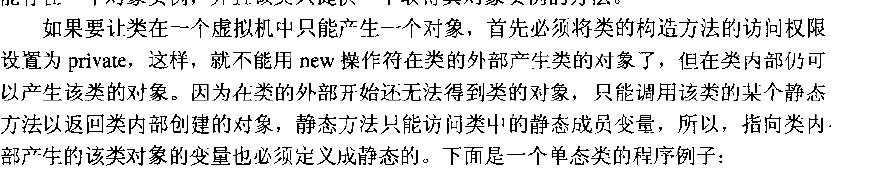 如果要让类在一个虚拟机中只能产生一个对象，首先必须将类的构造方法的访问权限
设置为 private，这样，就不能用 new 操作符在类的外部产生类的对象了，但在类内部仍可
以产生该类的对象。因为在类的外部开始还无法得到类的对象，只能调用该类的某个静态
方法以返回类内部创建的对象，静态方法只能访问类中的静态成员变量，所以，指向类内
部产生的该类对象的变量也必须定义成静态的。下面是一个单态类的程序例子：